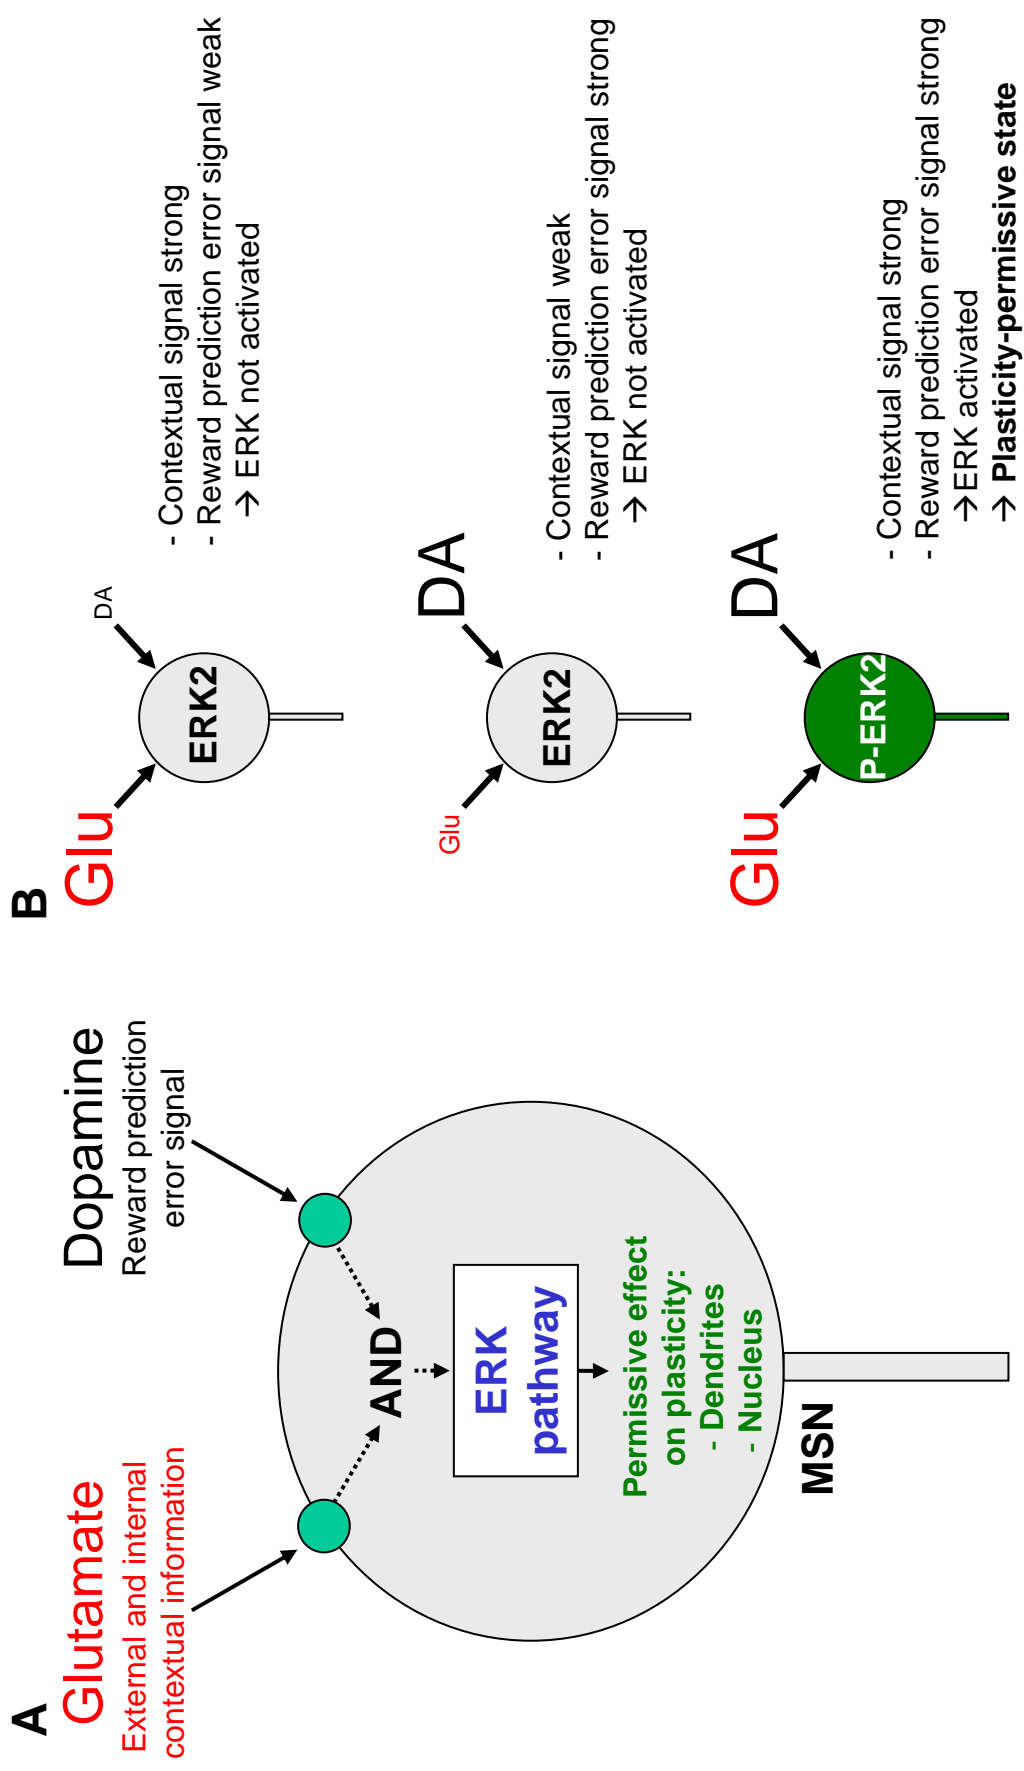 A
Glutamate
External and internal
contextual information
Dopamine
Reward prediction
error signal
AND
ERK
pathway
Permissive effect
on plasticity:
- Dendrites
- Nucleus
MSN
B
Glu
DA
ERK2
- Contextual signal strong
- Reward prediction error signal weak
→ ERK not activated
Glu
DA
ERK2
- Contextual signal weak
- Reward prediction error signal strong
→ ERK not activated
Glu
DA
P-ERK2
- Contextual signal strong
- Reward prediction error signal strong
→ERK activated
→ Plasticity-permissive state